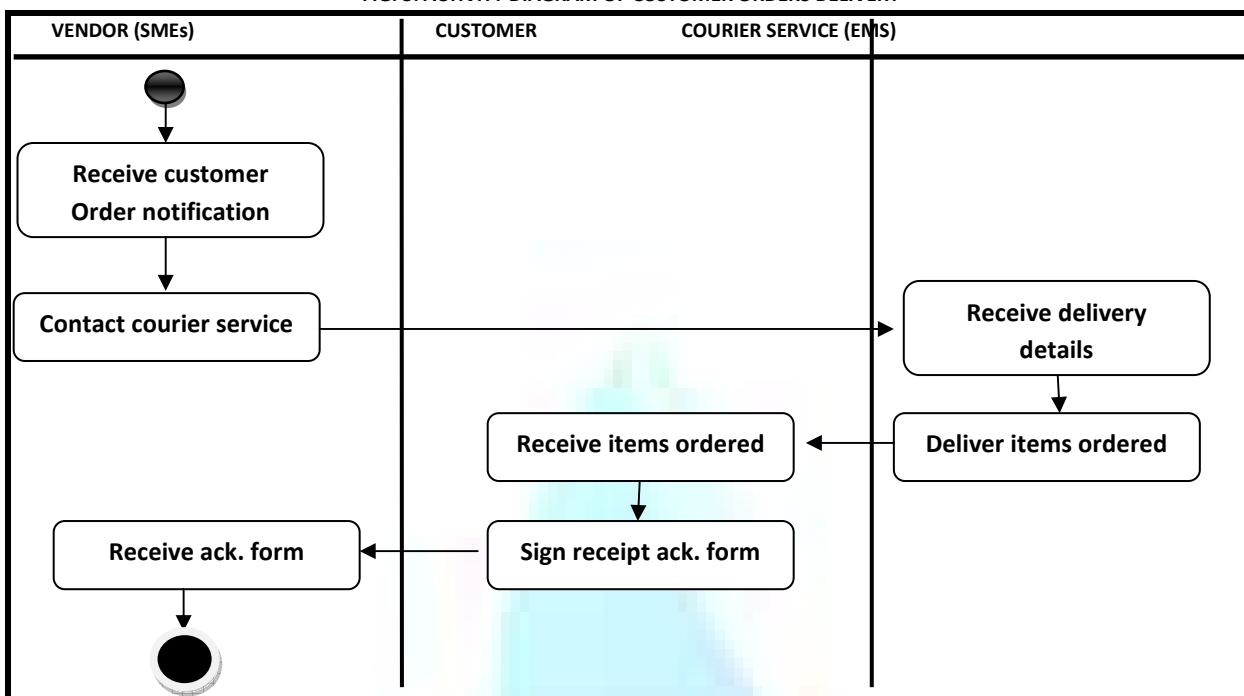 VENDOR (SMEs) CUSTOMER COURIER SERVICE (EMS)
Receive customer
Order notification
Contact courier service
Receive delivery
details
Receive items ordered
Deliver items ordered
Receive ack. form
Sign receipt ack. form